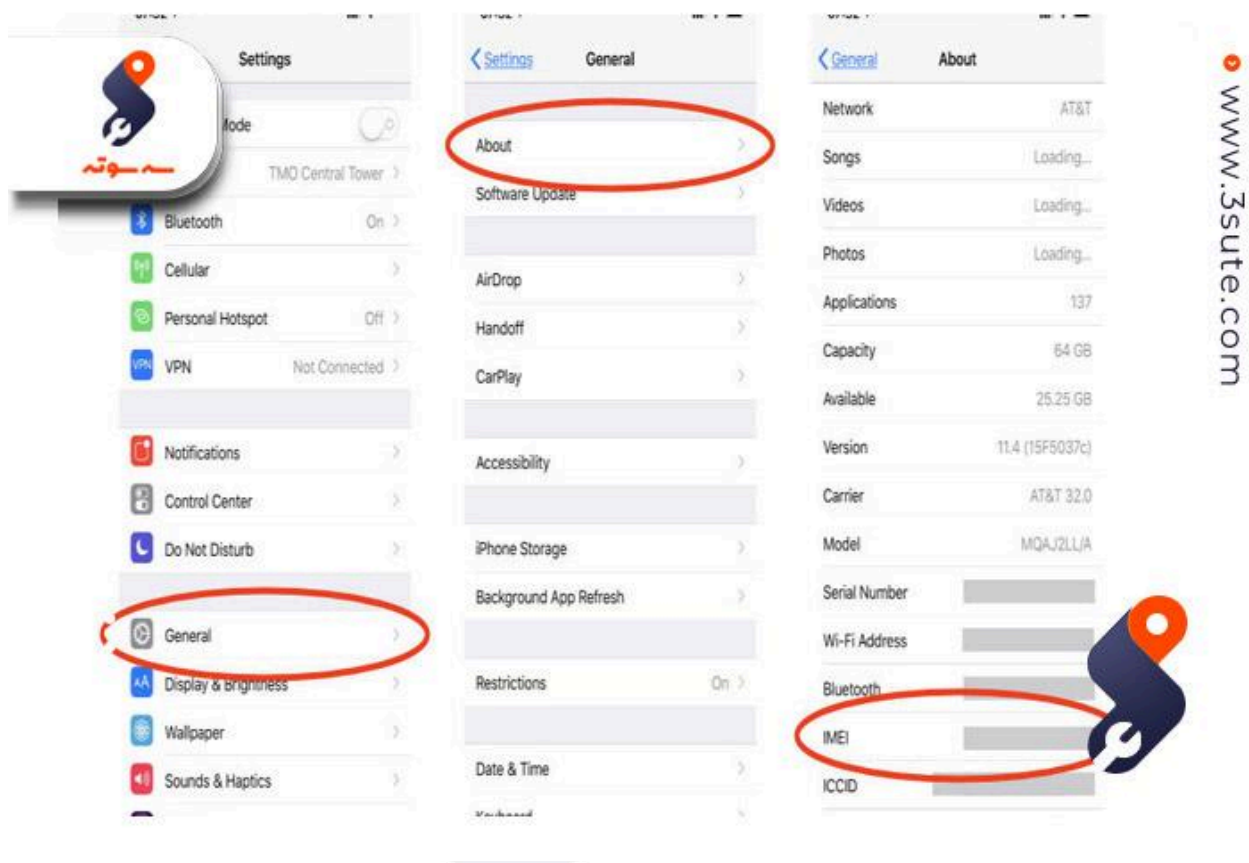 Settings
Mode
TMO Central Tower
Bluetooth On
Cellular
Personal Hotspot Off
VPN VPN Not Connected
Notifications
Control Center
Do Not Disturb
General
AA Display & Brightness
Wallpaper
Sounds & Haptics
Settings General
About
Software Update
AirDrop
Handoff
CarPlay
Accessibility
iPhone Storage
Background App Refresh
Restrictions On
Date & Time
Keyboard
General About
Network AT&T
Songs Loading...
Videos Loading...
Photos Loading...
Applications 137
Capacity 64 GB
Available 25.25 GB
Version 11.4 (15F5037c)
Carrier AT&T 32.0
Model MQAJ2LL/A
Serial Number
Wi-Fi Address
Bluetooth
IMEI
ICCID
سه سوته
www.3sute.com